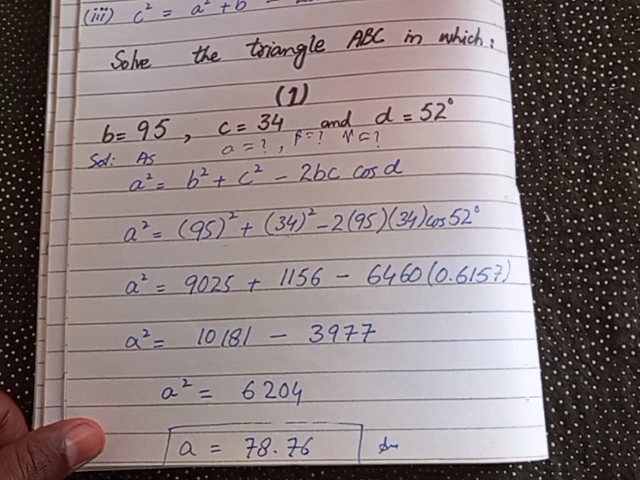 (iii) c² = a² + b²
Solve the triangle ABC in which:
(1)
b = 95 , c = 34 and α = 52°
a = ? , β = ? γ = ?
Sol: As
a² = b² + c² - 2bc cos α
a² = (95)² + (34)² - 2(95)(34) cos 52°
a² = 9025 + 1156 - 6460 (0.6157)
a² = 10181 - 3977
a² = 6204
a = 78.76